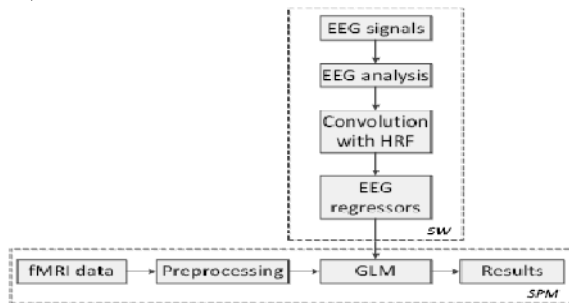 EEG signals
EEG analysis
Convolution
with HRF
EEG
regressors
SW
fMRI data
Preprocessing
GLM
Results
SPM